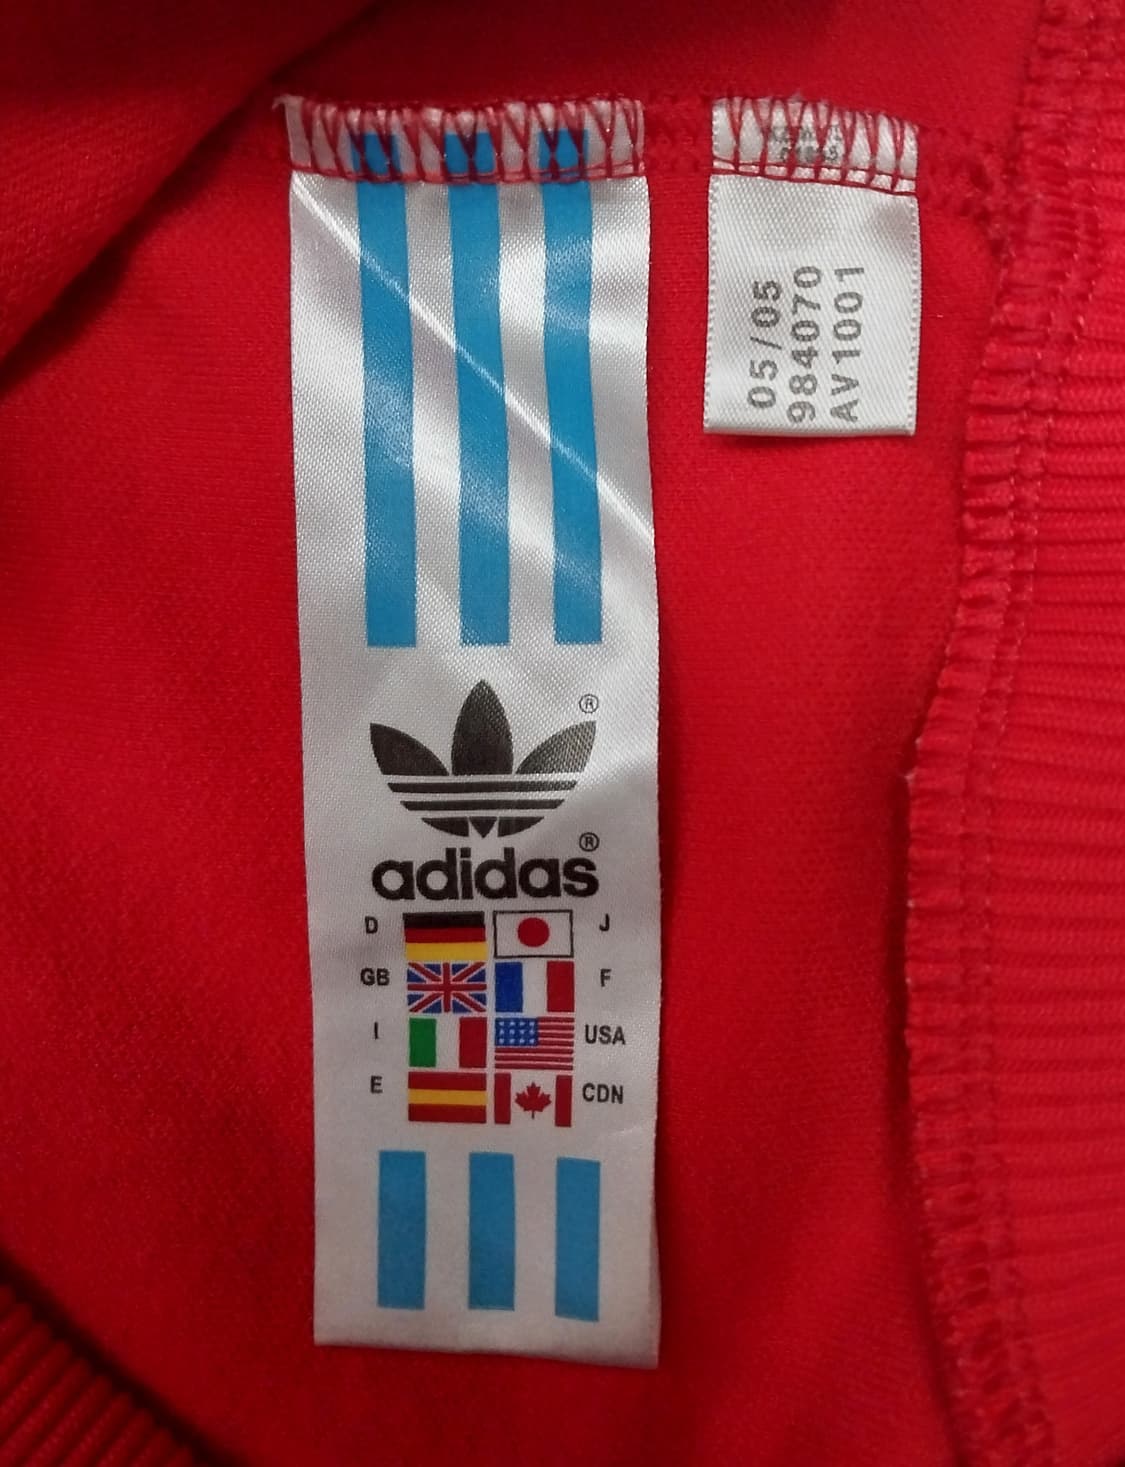 ®
®
adidas
D
J
GB
F
I
USA
E
CDN
05/05
984070
AV1001